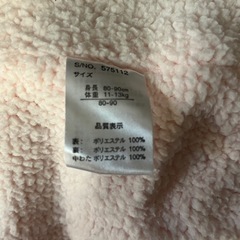 S/NO. 575112
サイズ
身長 80-90cm
体重 11-13kg
80-90
品質表示
表: ポリエステル 100%
裏: ポリエステル 100%
中わた ポリエステル 100%